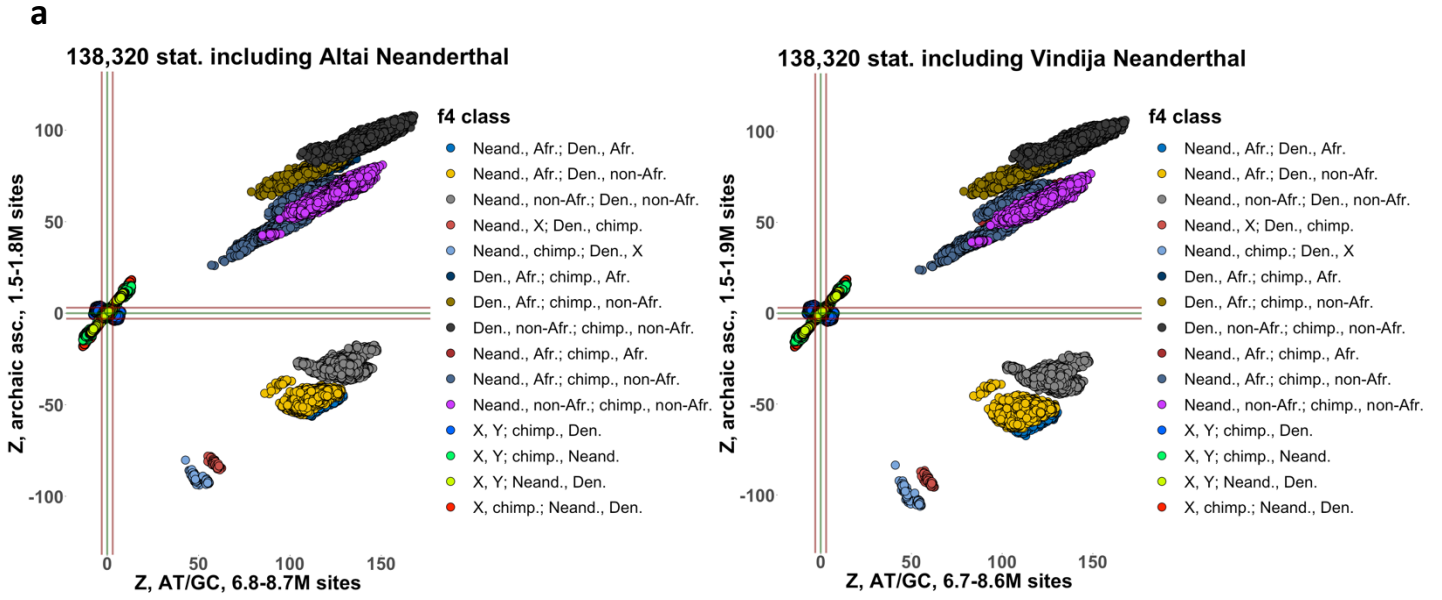 a
138,320 stat. including Altai Neanderthal
Z, archaic asc., 1.5-1.8M sites
100
50
0
-50
-100
0
50
100
150
Z, AT/GC, 6.8-8.7M sites
f4 class
Neand., Afr.; Den., Afr.
Neand., Afr.; Den., non-Afr.
Neand., non-Afr.; Den., non-Afr.
Neand., X; Den., chimp.
Neand., chimp.; Den., X
Den., Afr.; chimp., Afr.
Den., Afr.; chimp., non-Afr.
Den., non-Afr.; chimp., non-Afr.
Neand., Afr.; chimp., Afr.
Neand., Afr.; chimp., non-Afr.
Neand., non-Afr.; chimp., non-Afr.
X, Y; chimp., Den.
X, Y; chimp., Neand.
X, Y; Neand., Den.
X, chimp.; Neand., Den.
138,320 stat. including Vindija Neanderthal
Z, archaic asc., 1.5-1.9M sites
100
50
0
-50
-100
0
50
100
150
Z, AT/GC, 6.7-8.6M sites
f4 class
Neand., Afr.; Den., Afr.
Neand., Afr.; Den., non-Afr.
Neand., non-Afr.; Den., non-Afr.
Neand., X; Den., chimp.
Neand., chimp.; Den., X
Den., Afr.; chimp., Afr.
Den., Afr.; chimp., non-Afr.
Den., non-Afr.; chimp., non-Afr.
Neand., Afr.; chimp., Afr.
Neand., Afr.; chimp., non-Afr.
Neand., non-Afr.; chimp., non-Afr.
X, Y; chimp., Den.
X, Y; chimp., Neand.
X, Y; Neand., Den.
X, chimp.; Neand., Den.